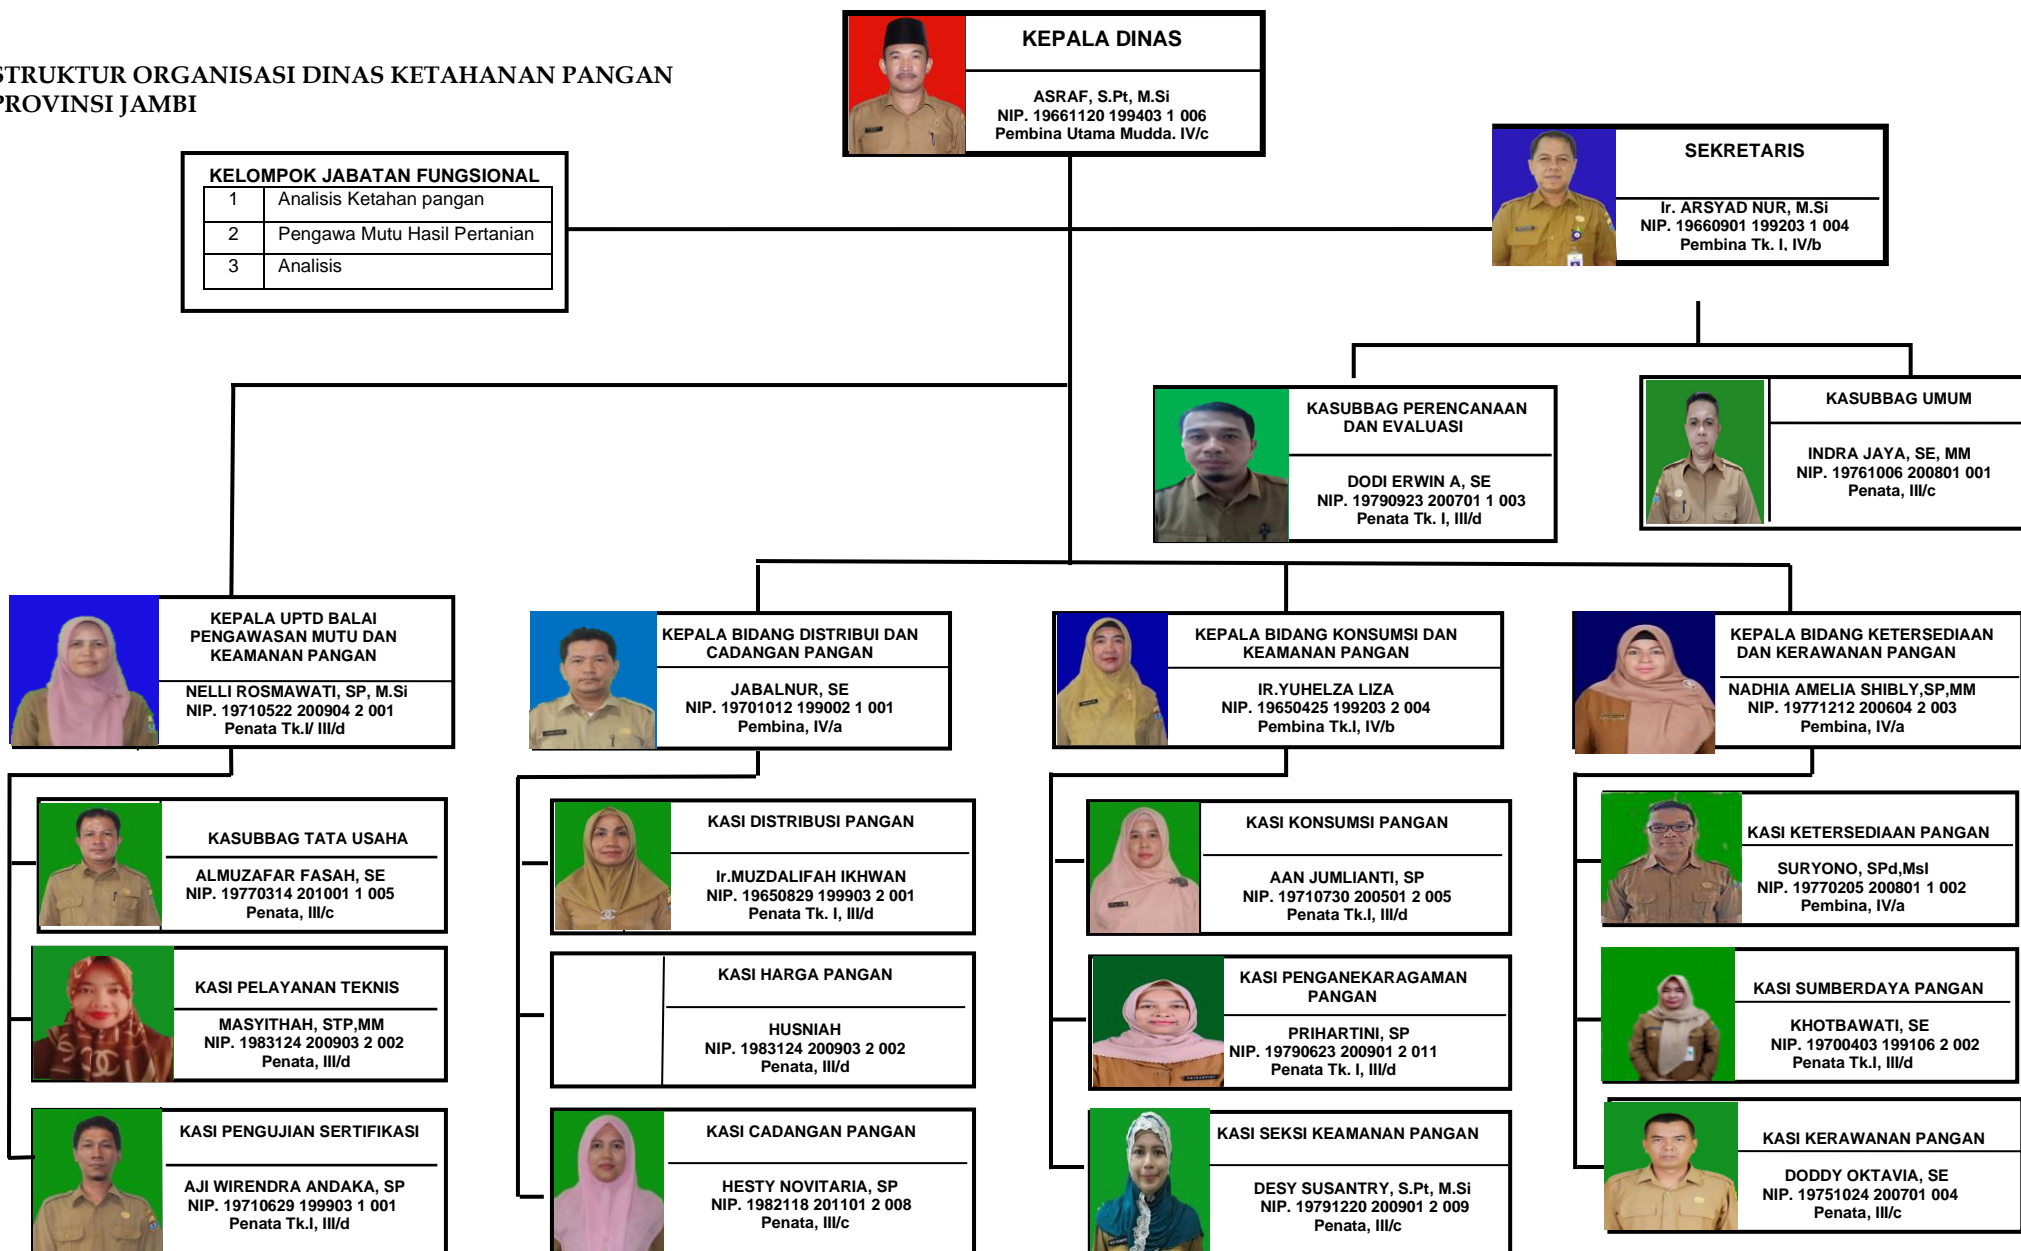 STRUKTUR ORGANISASI DINAS KETAHANAN PANGAN
PROVINSI JAMBI
KEPALA DINAS
ASRAF, S.Pt, M.Si
NIP. 19661120 199403 1 006
Pembina Utama Mudda. IV/c
KELOMPOK JABATAN FUNGSIONAL
1 Analisis Ketahan pangan
2 Pengawa Mutu Hasil Pertanian
3 Analisis
SEKRETARIS
Ir. ARSYAD NUR, M.Si
NIP. 19660901 199203 1 004
Pembina Tk. I, IV/b
KASUBBAG PERENCANAAN
DAN EVALUASI
DODI ERWIN A, SE
NIP. 19790923 200701 1 003
Penata Tk. I, III/d
KASUBBAG UMUM
INDRA JAYA, SE, MM
NIP. 19761006 200801 001
Penata, III/c
KEPALA UPTD BALAI
PENGAWASAN MUTU DAN
KEAMANAN PANGAN
NELLI ROSMAWATI, SP, M.Si
NIP. 19710522 200904 2 001
Penata Tk.I/ III/d
KEPALA BIDANG DISTRIBUI DAN
CADANGAN PANGAN
JABALNUR, SE
NIP. 19701012 199002 1 001
Pembina, IV/a
KEPALA BIDANG KONSUMSI DAN
KEAMANAN PANGAN
IR.YUHELZA LIZA
NIP. 19650425 199203 2 004
Pembina Tk.I, IV/b
KEPALA BIDANG KETERSEDIAAN
DAN KERAWANAN PANGAN
NADHIA AMELIA SHIBLY,SP,MM
NIP. 19771212 200604 2 003
Pembina, IV/a
KASUBBAG TATA USAHA
ALMUZAFAR FASAH, SE
NIP. 19770314 201001 1 005
Penata, III/c
KASI DISTRIBUSI PANGAN
Ir.MUZDALIFAH IKHWAN
NIP. 19650829 199903 2 001
Penata Tk. I, III/d
KASI KONSUMSI PANGAN
AAN JUMLIANTI, SP
NIP. 19710730 200501 2 005
Penata Tk.I, III/d
KASI KETERSEDIAAN PANGAN
SURYONO, SPd,MsI
NIP. 19770205 200801 1 002
Pembina, IV/a
KASI PELAYANAN TEKNIS
MASYITHAH, STP,MM
NIP. 1983124 200903 2 002
Penata, III/d
KASI HARGA PANGAN
HUSNIAH
NIP. 1983124 200903 2 002
Penata, III/d
KASI PENGANEKARAGAMAN
PANGAN
PRIHARTINI, SP
NIP. 19790623 200901 2 011
Penata Tk. I, III/d
KASI SUMBERDAYA PANGAN
KHOTBAWATI, SE
NIP. 19700403 199106 2 002
Penata Tk.I, III/d
KASI PENGUJIAN SERTIFIKASI
AJI WIRENDRA ANDAKA, SP
NIP. 19710629 199903 1 001
Penata Tk.I, III/d
KASI CADANGAN PANGAN
HESTY NOVITARIA, SP
NIP. 1982118 201101 2 008
Penata, III/c
KASI SEKSI KEAMANAN PANGAN
DESY SUSANTRY, S.Pt, M.Si
NIP. 19791220 200901 2 009
Penata, III/c
KASI KERAWANAN PANGAN
DODDY OKTAVIA, SE
NIP. 19751024 200701 004
Penata, III/c